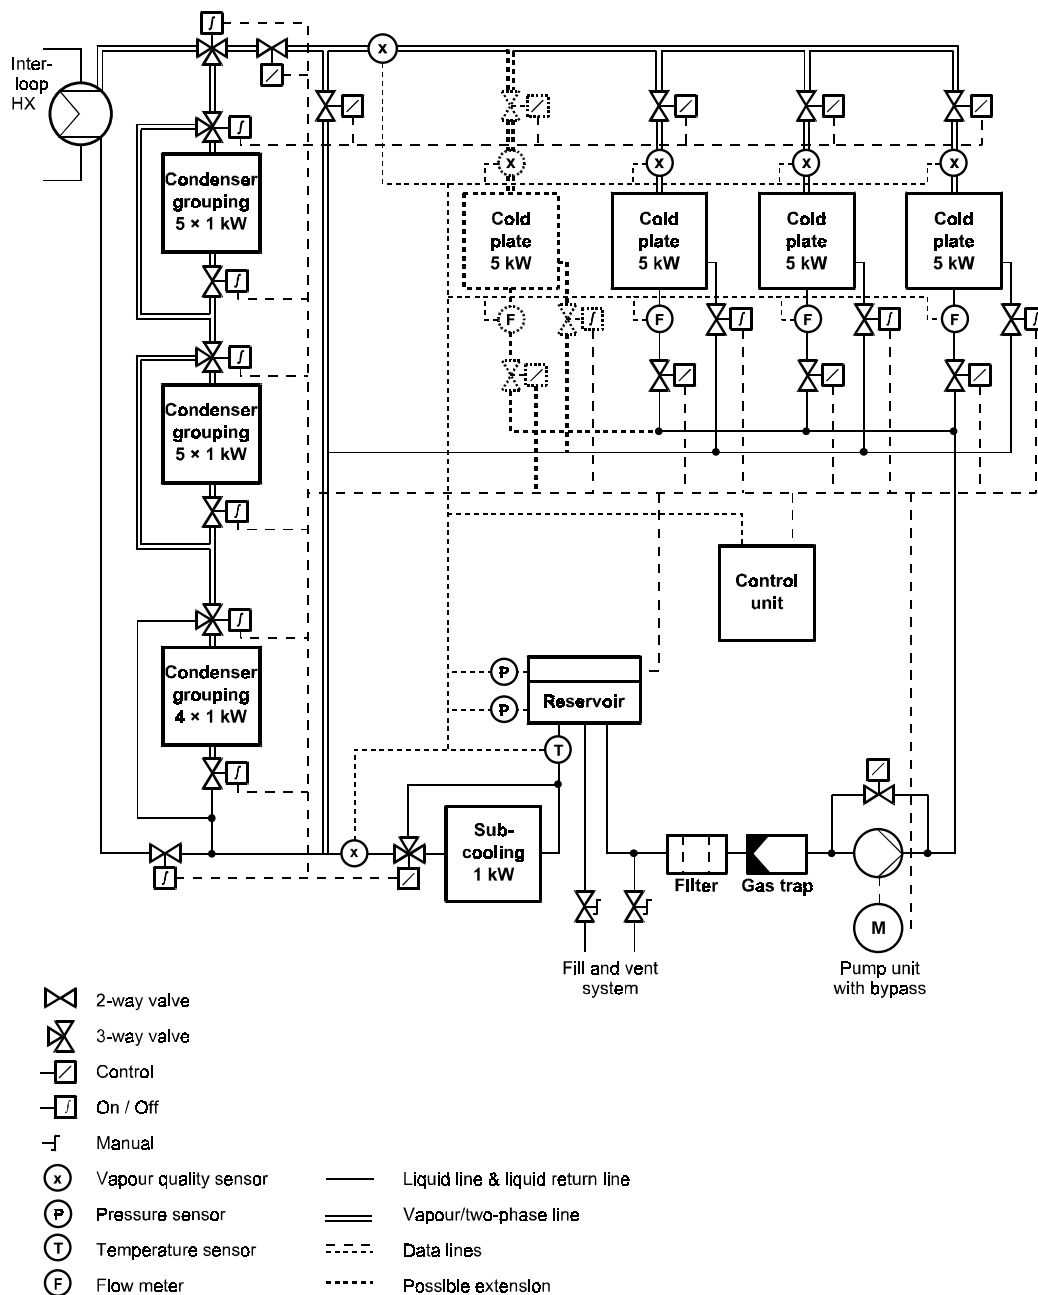 Inter-
loop
HX
x
Condenser
grouping
5 × 1 kW
x
x
x
x
Cold
plate
5 kW
Cold
plate
5 kW
Cold
plate
5 kW
Cold
plate
5 kW
F
F
F
F
Condenser
grouping
5 × 1 kW
Control
unit
Condenser
grouping
4 × 1 kW
P
P
Reservoir
T
x
Sub-
cooling
1 kW
Filter
Gas trap
M
Fill and vent
system
Pump unit
with bypass
2-way valve
3-way valve
Control
On / Off
Manual
x Vapour quality sensor
Liquid line & liquid return line
P Pressure sensor
Vapour/two-phase line
T Temperature sensor
Data lines
F Flow meter
Possible extension